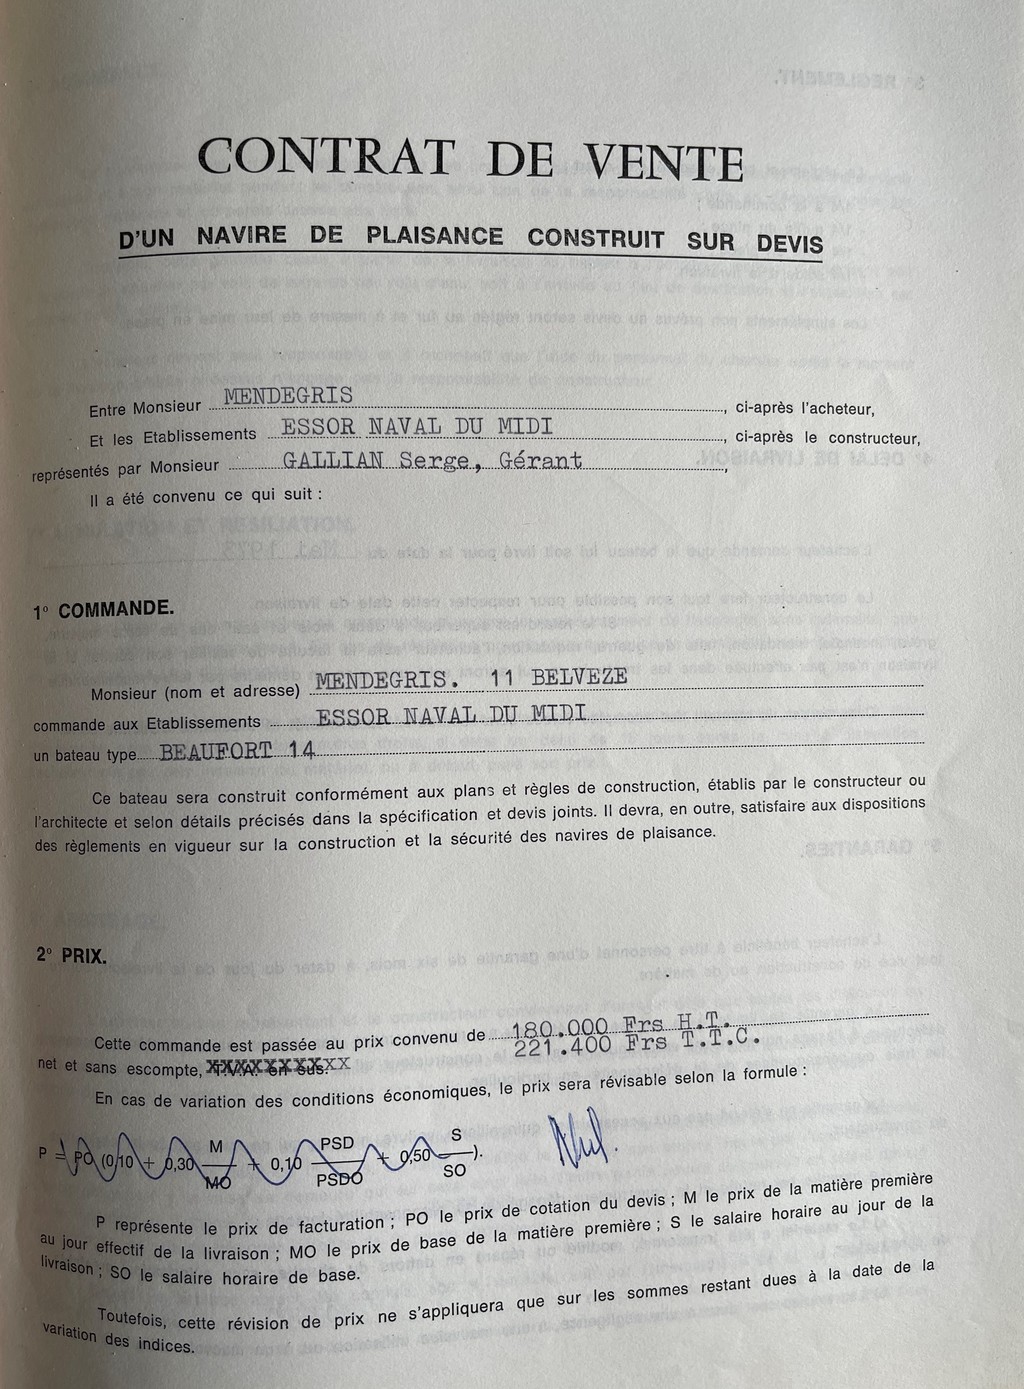 CONTRAT DE VENTE
D'UN NAVIRE DE PLAISANCE CONSTRUIT SUR DEVIS
Entre Monsieur MENDEGRIS, ci-après l'acheteur,
Et les Etablissements ESSOR NAVAL DU MIDI, ci-après le constructeur,
représentés par Monsieur GALLIAN Serge, Gérant,
Il a été convenu ce qui suit :
1° COMMANDE.
Monsieur (nom et adresse) MENDEGRIS. 11 BELVEZE
commande aux Etablissements ESSOR NAVAL DU MIDI
un bateau type BEAUFORT 14
Ce bateau sera construit conformément aux plans et règles de construction, établis par le constructeur ou
l'architecte et selon détails précisés dans la spécification et devis joints. Il devra, en outre, satisfaire aux dispositions
des règlements en vigueur sur la construction et la sécurité des navires de plaisance.
2° PRIX.
Cette commande est passée au prix convenu de 180.000 Frs H.T.
221.400 Frs T.T.C.
net et sans escompte, T.V.A. en sus.
En cas de variation des conditions économiques, le prix sera révisable selon la formule :
P = PO (0,10 + 0,30 M/MO + 0,10 PSD/PSDO + 0,50 S/SO).
P représente le prix de facturation ; PO le prix de cotation du devis ; M le prix de la matière première
au jour effectif de la livraison ; MO le prix de base de la matière première ; S le salaire horaire au jour de la
livraison ; SO le salaire horaire de base.
Toutefois, cette révision de prix ne s'appliquera que sur les sommes restant dues à la date de la
variation des indices.